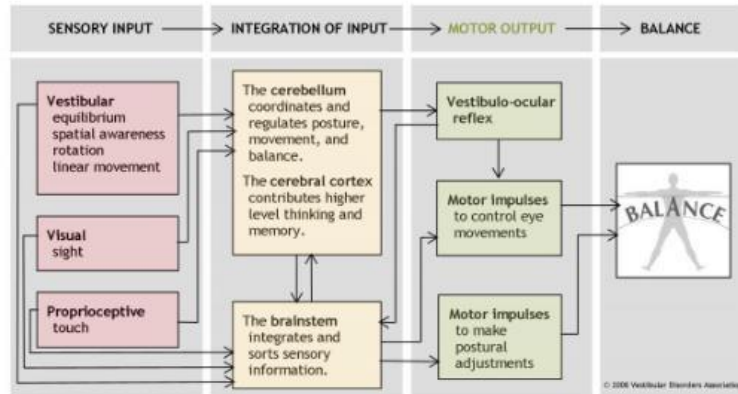 SENSORY INPUT
INTEGRATION OF INPUT
MOTOR OUTPUT
BALANCE
Vestibular
equilibrium
spatial awareness
rotation
linear movement
Visual
sight
Proprioceptive
touch
The cerebellum
coordinates and
regulates posture,
movement, and
balance.
The cerebral cortex
contributes higher
level thinking and
memory.
The brainstem
integrates and
sorts sensory
information.
Vestibulo-ocular
reflex
Motor impulses
to control eye
movements
Motor impulses
to make
postural
adjustments
BALANCE
© 2008 Vestibular Disorders Associatio